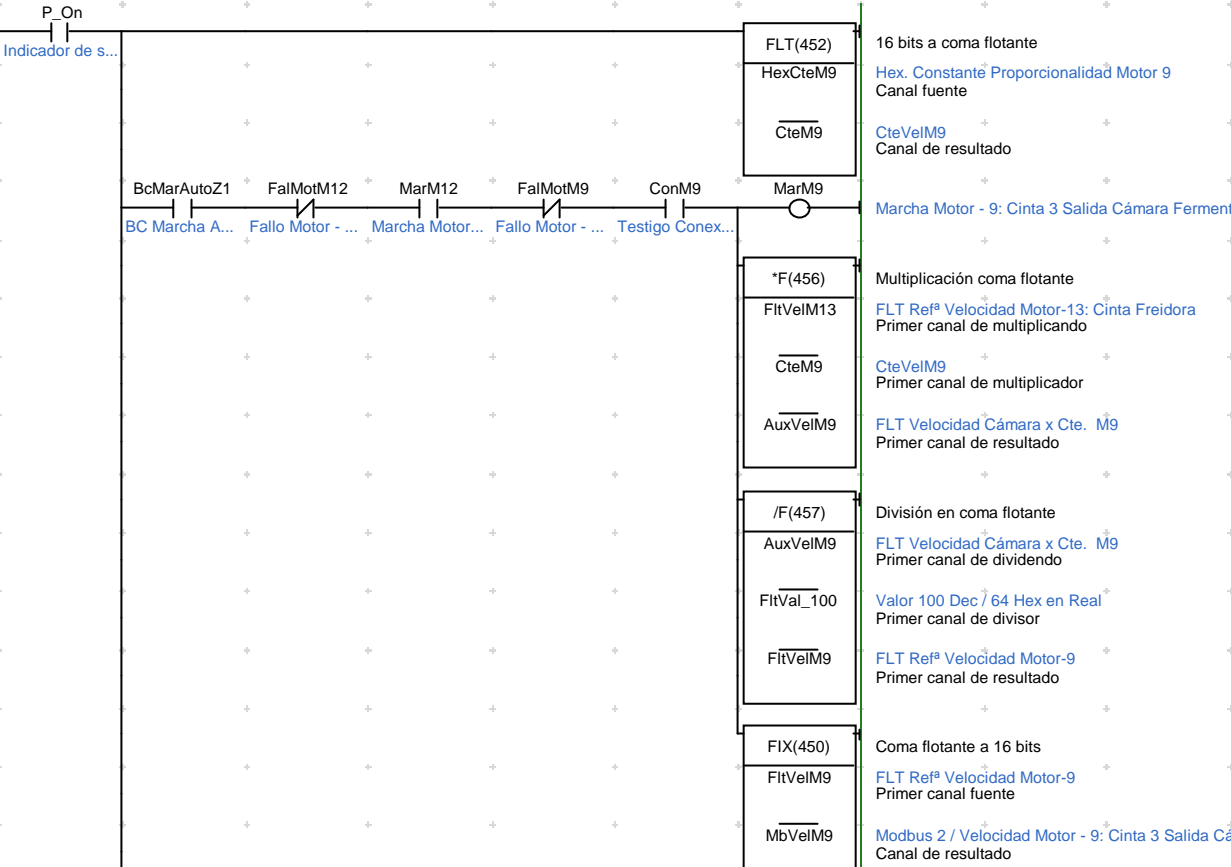 P_On
Indicador de s...
FLT(452)
16 bits a coma flotante
HexCteM9
Hex. Constante Proporcionalidad Motor 9
Canal fuente
CteM9
CteVelM9
Canal de resultado
BcMarAutoZ1
FalMotM12
MarM12
FalMotM9
ConM9
MarM9
BC Marcha A...
Fallo Motor - ...
Marcha Motor...
Fallo Motor - ...
Testigo Conex...
Marcha Motor - 9: Cinta 3 Salida Cámara Ferment
*F(456)
Multiplicación coma flotante
FltVelM13
FLT Refª Velocidad Motor-13: Cinta Freidora
Primer canal de multiplicando
CteM9
CteVelM9
Primer canal de multiplicador
AuxVelM9
FLT Velocidad Cámara x Cte.  M9
Primer canal de resultado
/F(457)
División en coma flotante
AuxVelM9
FLT Velocidad Cámara x Cte.  M9
Primer canal de dividendo
FltVal_100
Valor 100 Dec / 64 Hex en Real
Primer canal de divisor
FltVelM9
FLT Refª Velocidad Motor-9
Primer canal de resultado
FIX(450)
Coma flotante a 16 bits
FltVelM9
FLT Refª Velocidad Motor-9
Primer canal fuente
MbVelM9
Modbus 2 / Velocidad Motor - 9: Cinta 3 Salida Cá
Canal de resultado